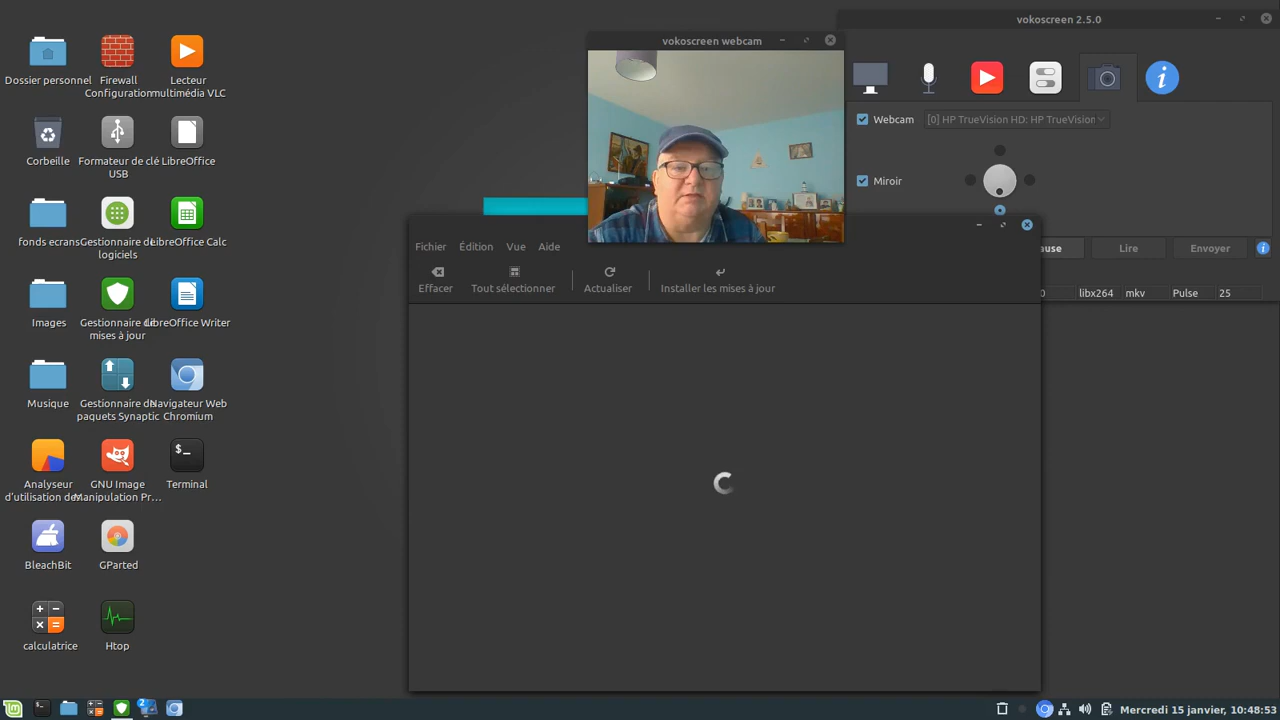 vokoscreen 2.5.0
vokoscreen webcam
Webcam
[0] HP TrueVision HD: HP TrueVision
Miroir
Lire
Envoyer
libx264
mkv
Pulse
25
Fichier
Édition
Vue
Aide
Effacer
Tout sélectionner
Actualiser
Installer les mises à jour
Dossier personnel
Firewall
Configuration
Lecteur
multimédia VLC
Corbeille
Formateur de clé
USB
LibreOffice
fonds ecrans
Gestionnaire de
logiciels
LibreOffice Calc
Images
Gestionnaire de
mises à jour
LibreOffice Writer
Musique
Gestionnaire de
paquets Synaptic
Navigateur Web
Chromium
Analyseur
d'utilisation des
GNU Image
Manipulation Pr…
$-
Terminal
BleachBit
GParted
calculatrice
Htop
2
Mercredi 15 janvier, 10:48:53